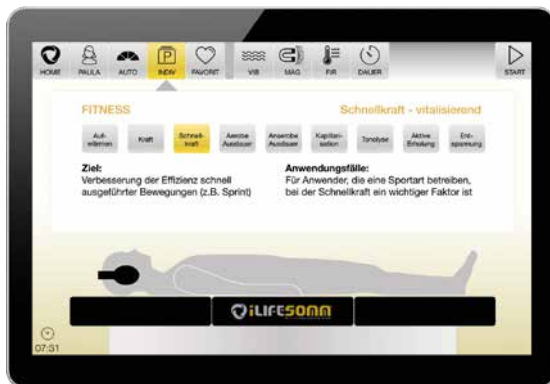 HOME PAULA AUTO INDIV FAVORIT VIB MAG FIR DAUER START
FITNESS
Schnellkraft - vitalisierend
Auf-
wärmen
Kraft
Schnell-
kraft
Aerobe
Ausdauer
Anaerobe
Ausdauer
Kapillari-
sation
Tonolyse
Aktive
Erholung
Ent-
spannung
Ziel:
Verbesserung der Effizienz schnell
ausgeführter Bewegungen (z.B. Sprint)
Anwendungsfälle:
Für Anwender, die eine Sportart betreiben,
bei der Schnellkraft ein wichtiger Faktor ist
iLIFESOMM
07:31